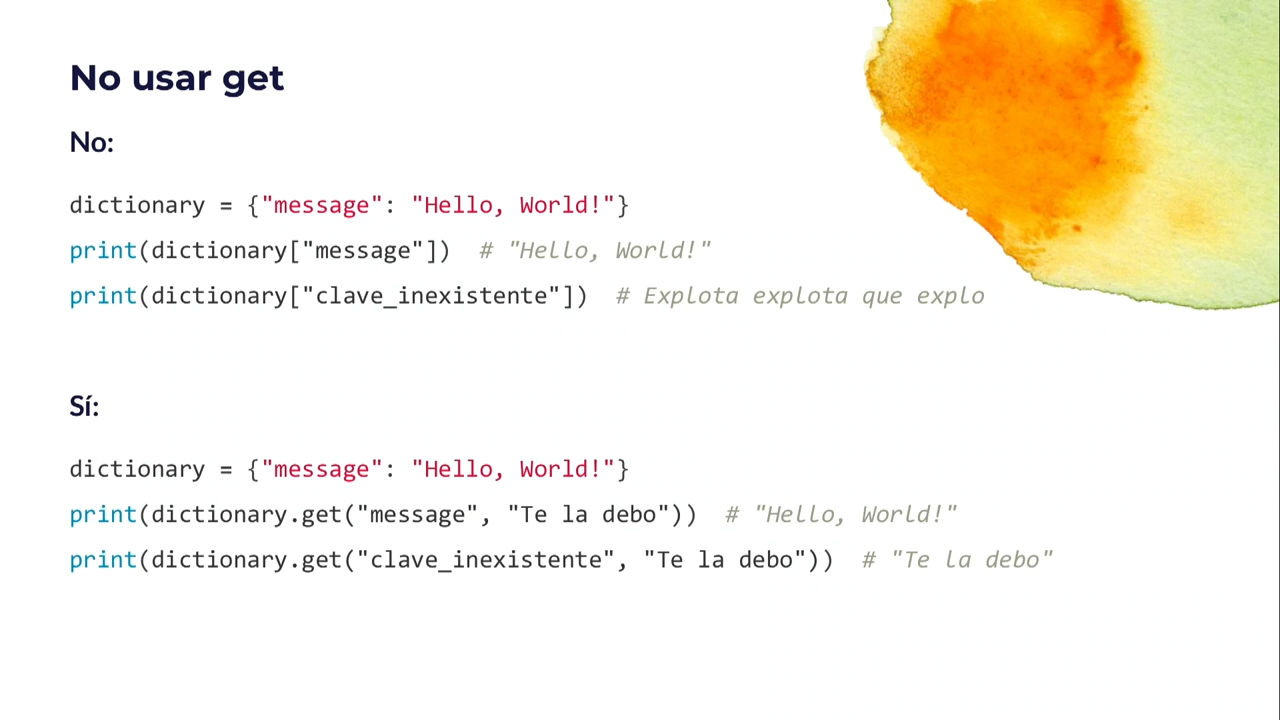 No usar get
No:
dictionary = {"message": "Hello, World!"}
print(dictionary["message"])  # "Hello, World!"
print(dictionary["clave_inexistente"])  # Explota explota que explo
Sí:
dictionary = {"message": "Hello, World!"}
print(dictionary.get("message", "Te la debo"))  # "Hello, World!"
print(dictionary.get("clave_inexistente", "Te la debo"))  # "Te la debo"